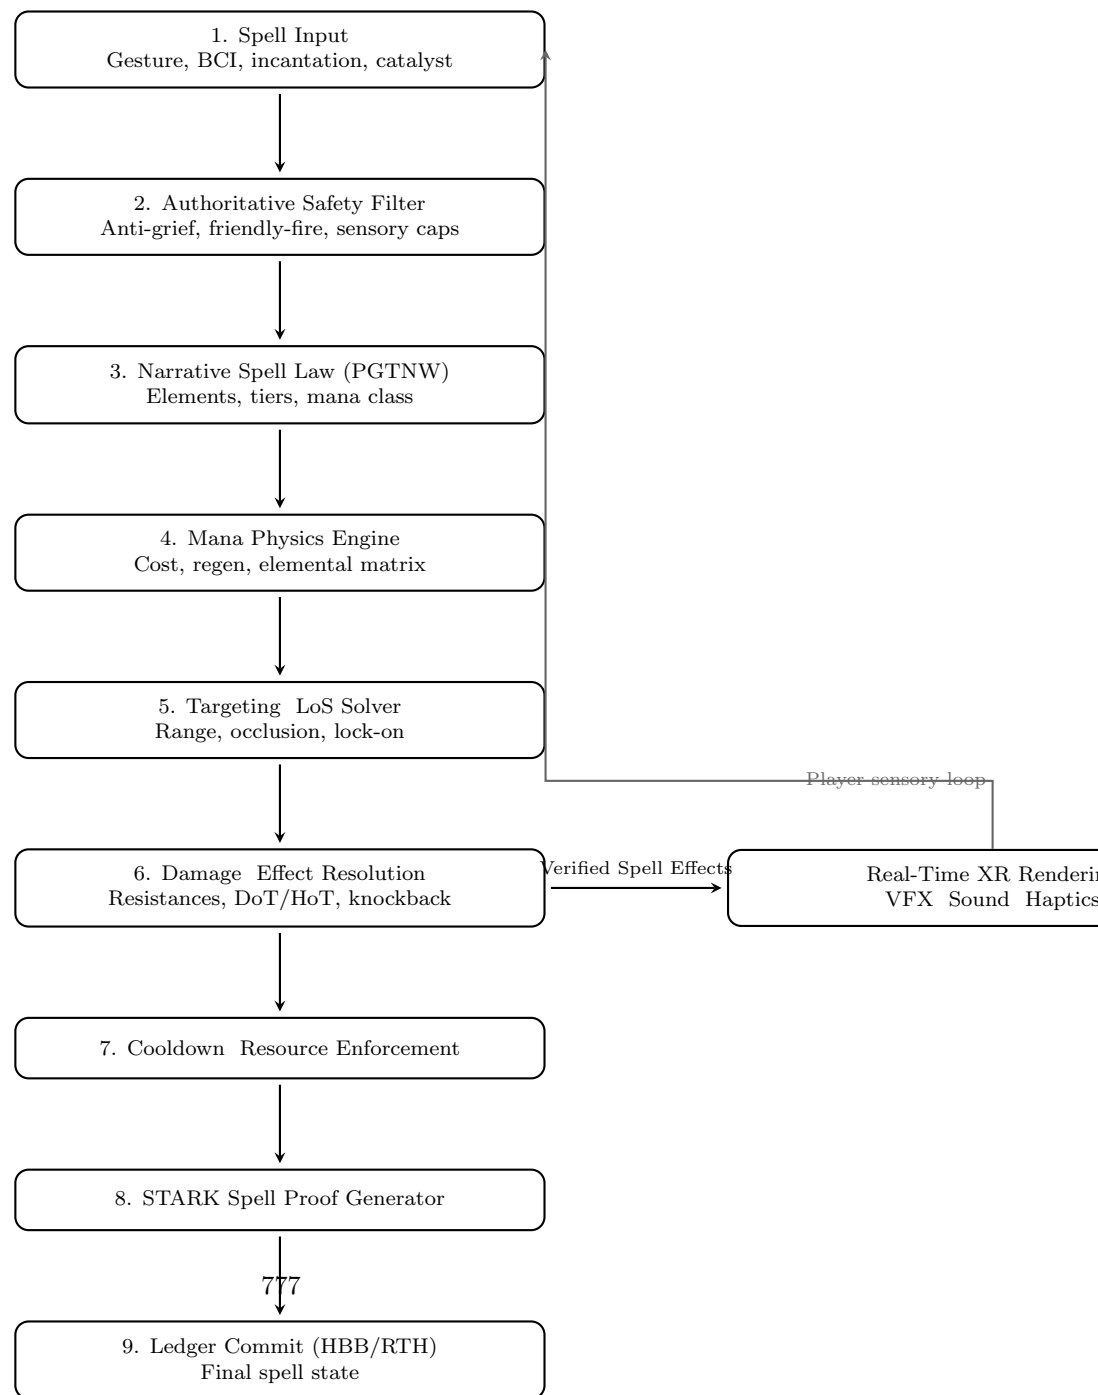 1. Spell Input
Gesture, BCI, incantation, catalyst
2. Authoritative Safety Filter
Anti-grief, friendly-fire, sensory caps
3. Narrative Spell Law (PGTNW)
Elements, tiers, mana class
4. Mana Physics Engine
Cost, regen, elemental matrix
5. Targeting LoS Solver
Range, occlusion, lock-on
Player sensory loop
6. Damage Effect Resolution
Resistances, DoT/HoT, knockback
Verified Spell Effects
Real-Time XR Renderin
VFX Sound Haptics
7. Cooldown Resource Enforcement
8. STARK Spell Proof Generator
777
9. Ledger Commit (HBB/RTH)
Final spell state